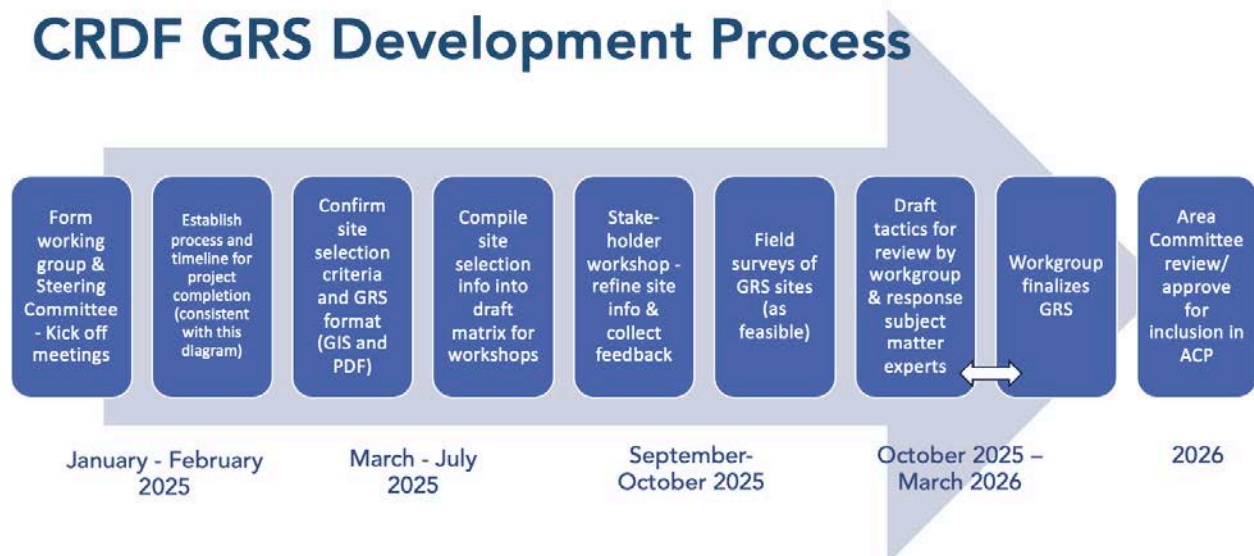 CRDF GRS Development Process
Form
working
group &
Steering
Committee
- Kick off
meetings
Establish
process and
timeline for
project
completion
(consistent
with this
diagram)
Confirm
site
selection
criteria
and GRS
format
(GIS and
PDF)
Compile
site
selection
info into
draft
matrix for
workshops
Stake-
holder
workshop -
refine site
info &
collect
feedback
Field
surveys of
GRS sites
(as
feasible)
Draft
tactics for
review by
workgroup
& response
subject
matter
experts
Workgroup
finalizes
GRS
Area
Committee
review/
approve
for
inclusion in
ACP
January - February
2025
March - July
2025
September-
October 2025
October 2025 –
March 2026
2026